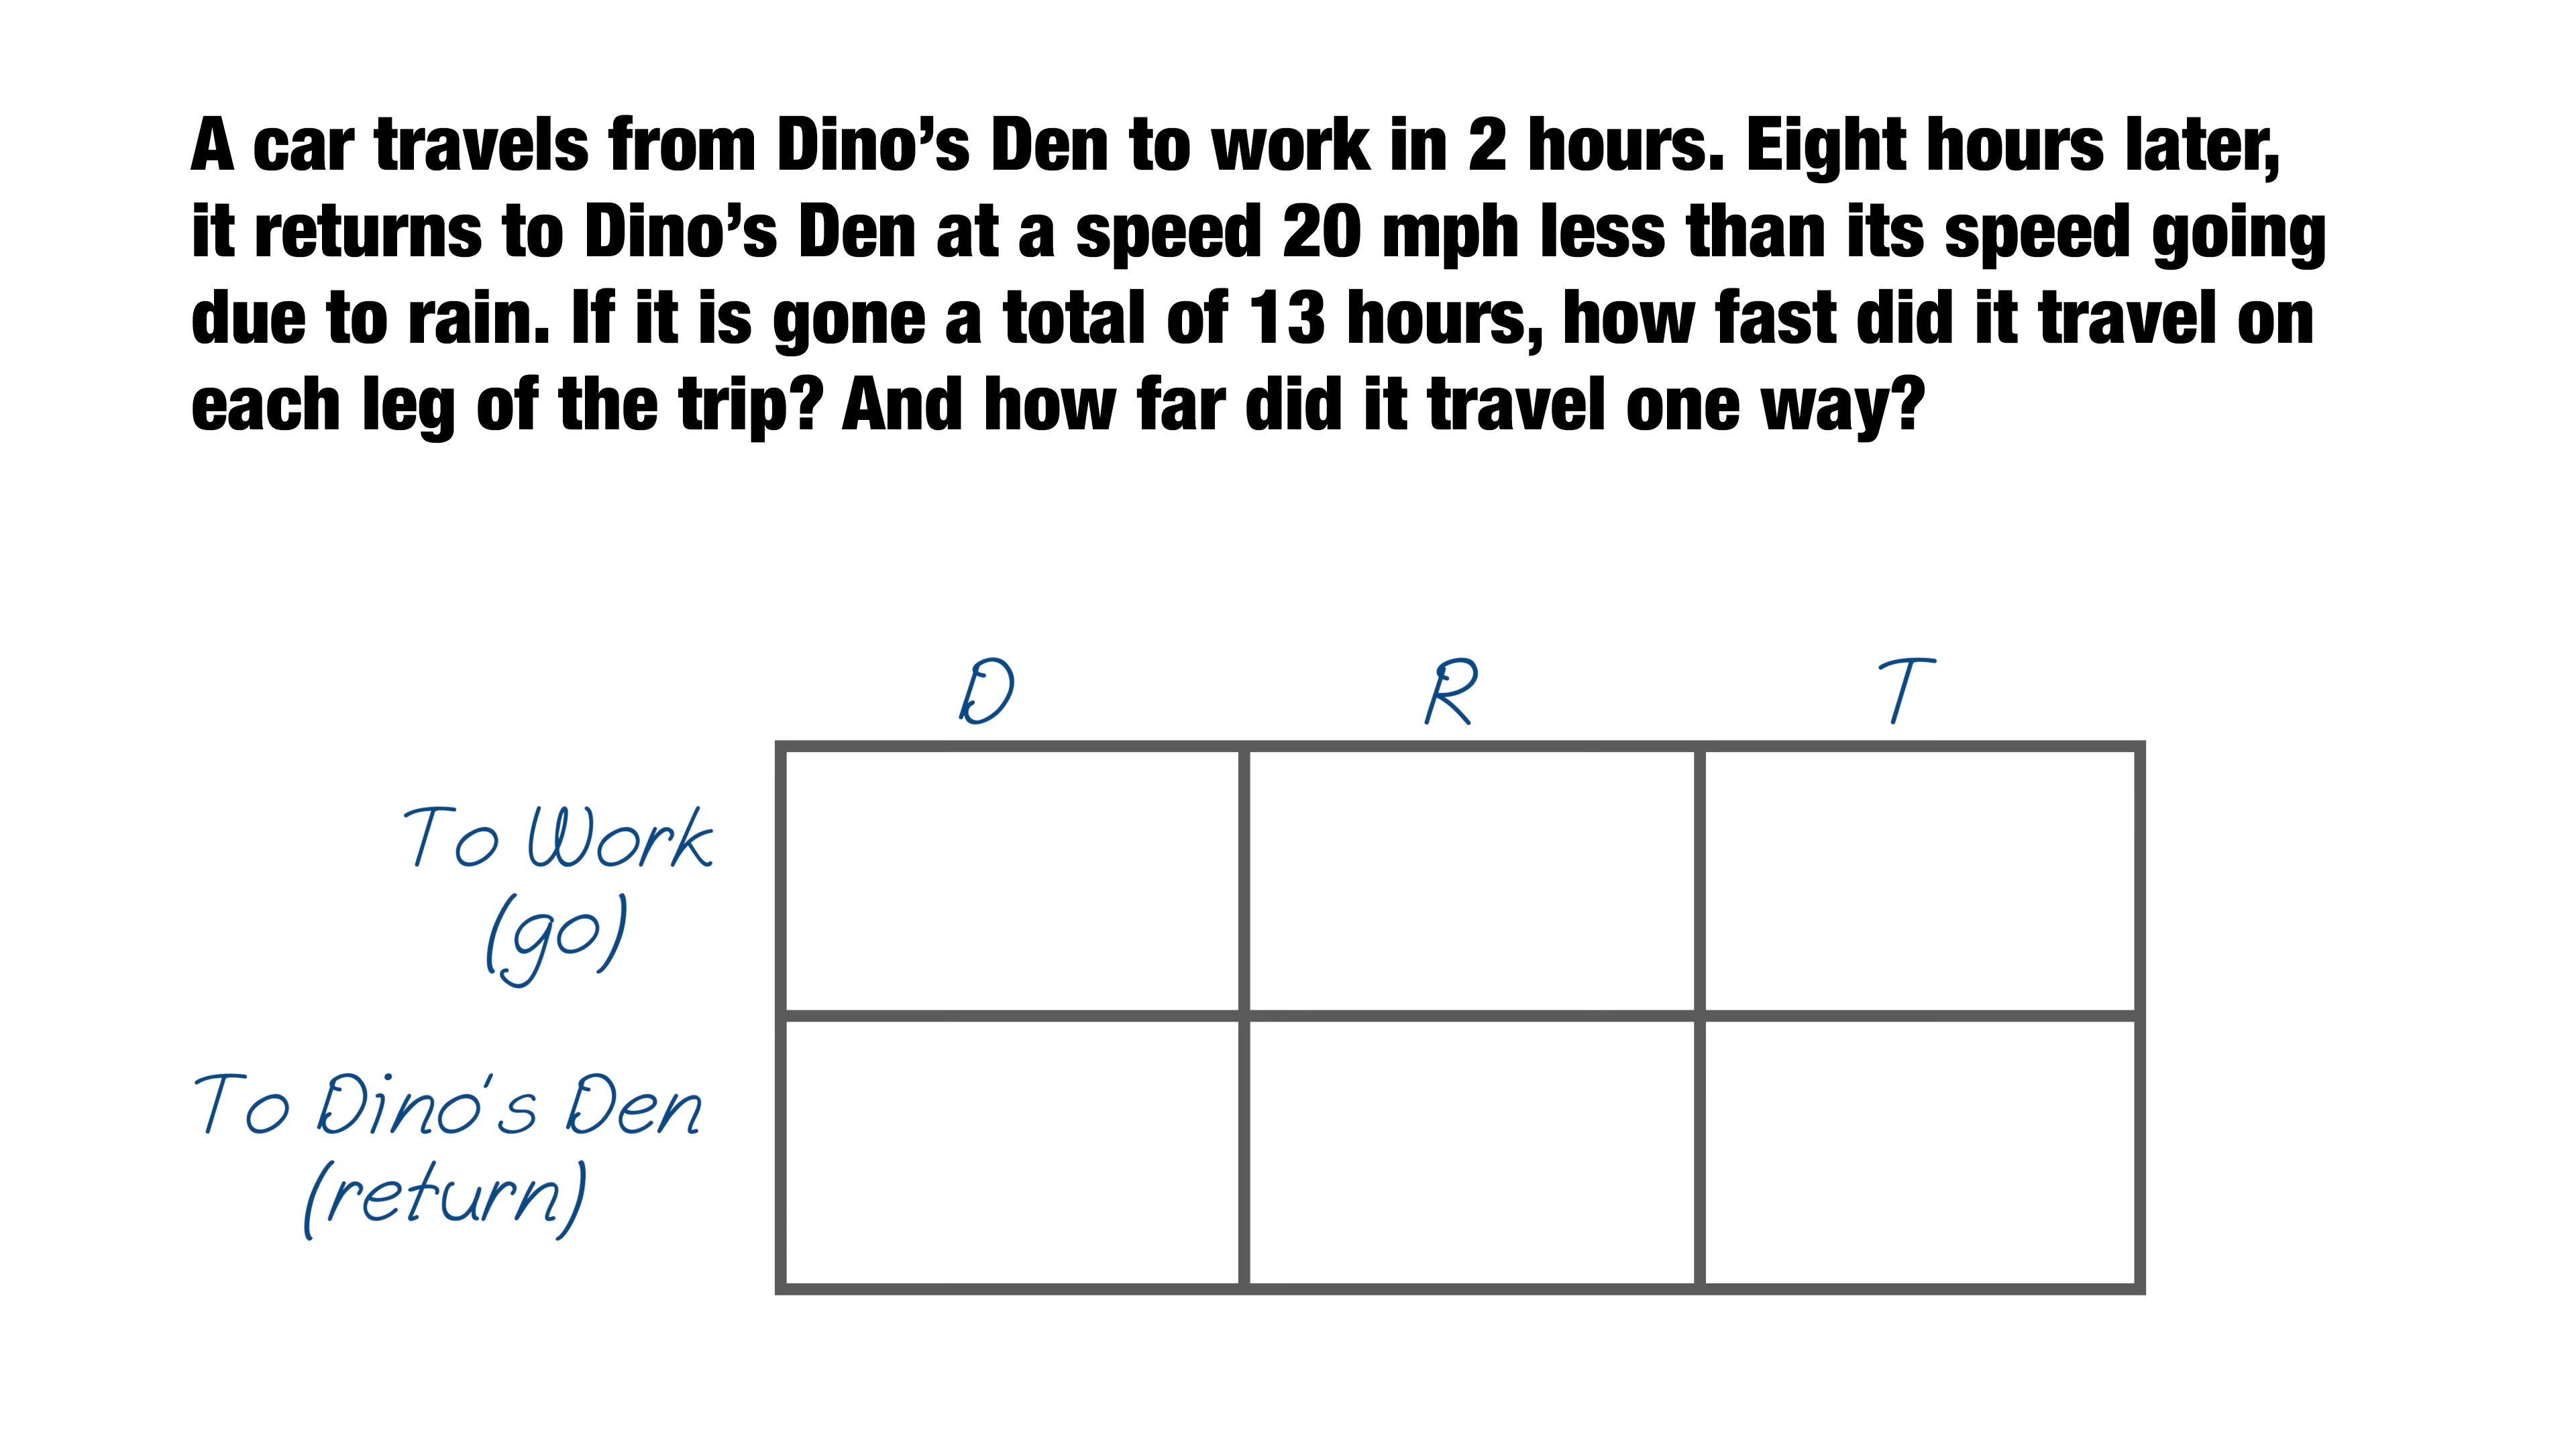 A car travels from Dino’s Den to work in 2 hours. Eight hours later,
it returns to Dino’s Den at a speed 20 mph less than its speed going
due to rain. If it is gone a total of 13 hours, how fast did it travel on
each leg of the trip? And how far did it travel one way?
D R T
To Work
(go)
To Dino's Den
(return)